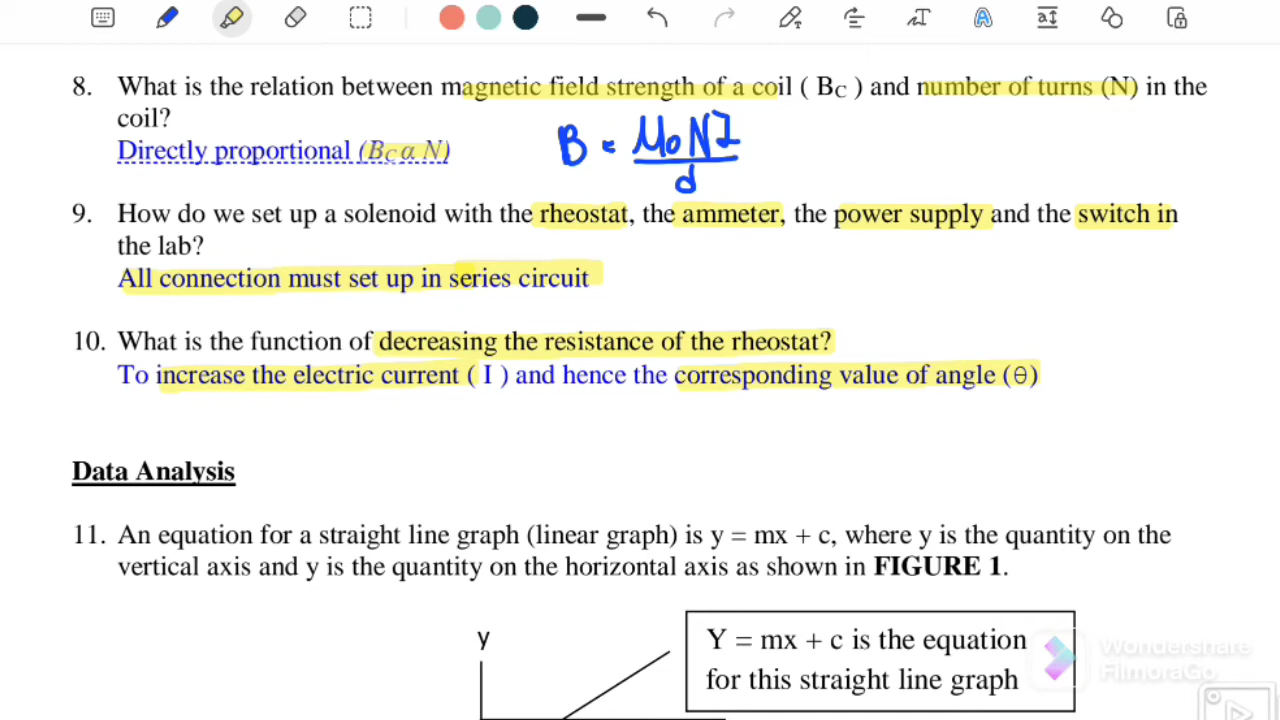 8. What is the relation between magnetic field strength of a coil ( BC ) and number of turns (N) in the
coil?
Directly proportional (BC α N)
B = μ0NI
d
9. How do we set up a solenoid with the rheostat, the ammeter, the power supply and the switch in
the lab?
All connection must set up in series circuit
10. What is the function of decreasing the resistance of the rheostat?
To increase the electric current ( I ) and hence the corresponding value of angle (θ)
Data Analysis
11. An equation for a straight line graph (linear graph) is y = mx + c, where y is the quantity on the
vertical axis and y is the quantity on the horizontal axis as shown in FIGURE 1.
y
Y = mx + c is the equation
for this straight line graph
Wondershare
FilmoraGo